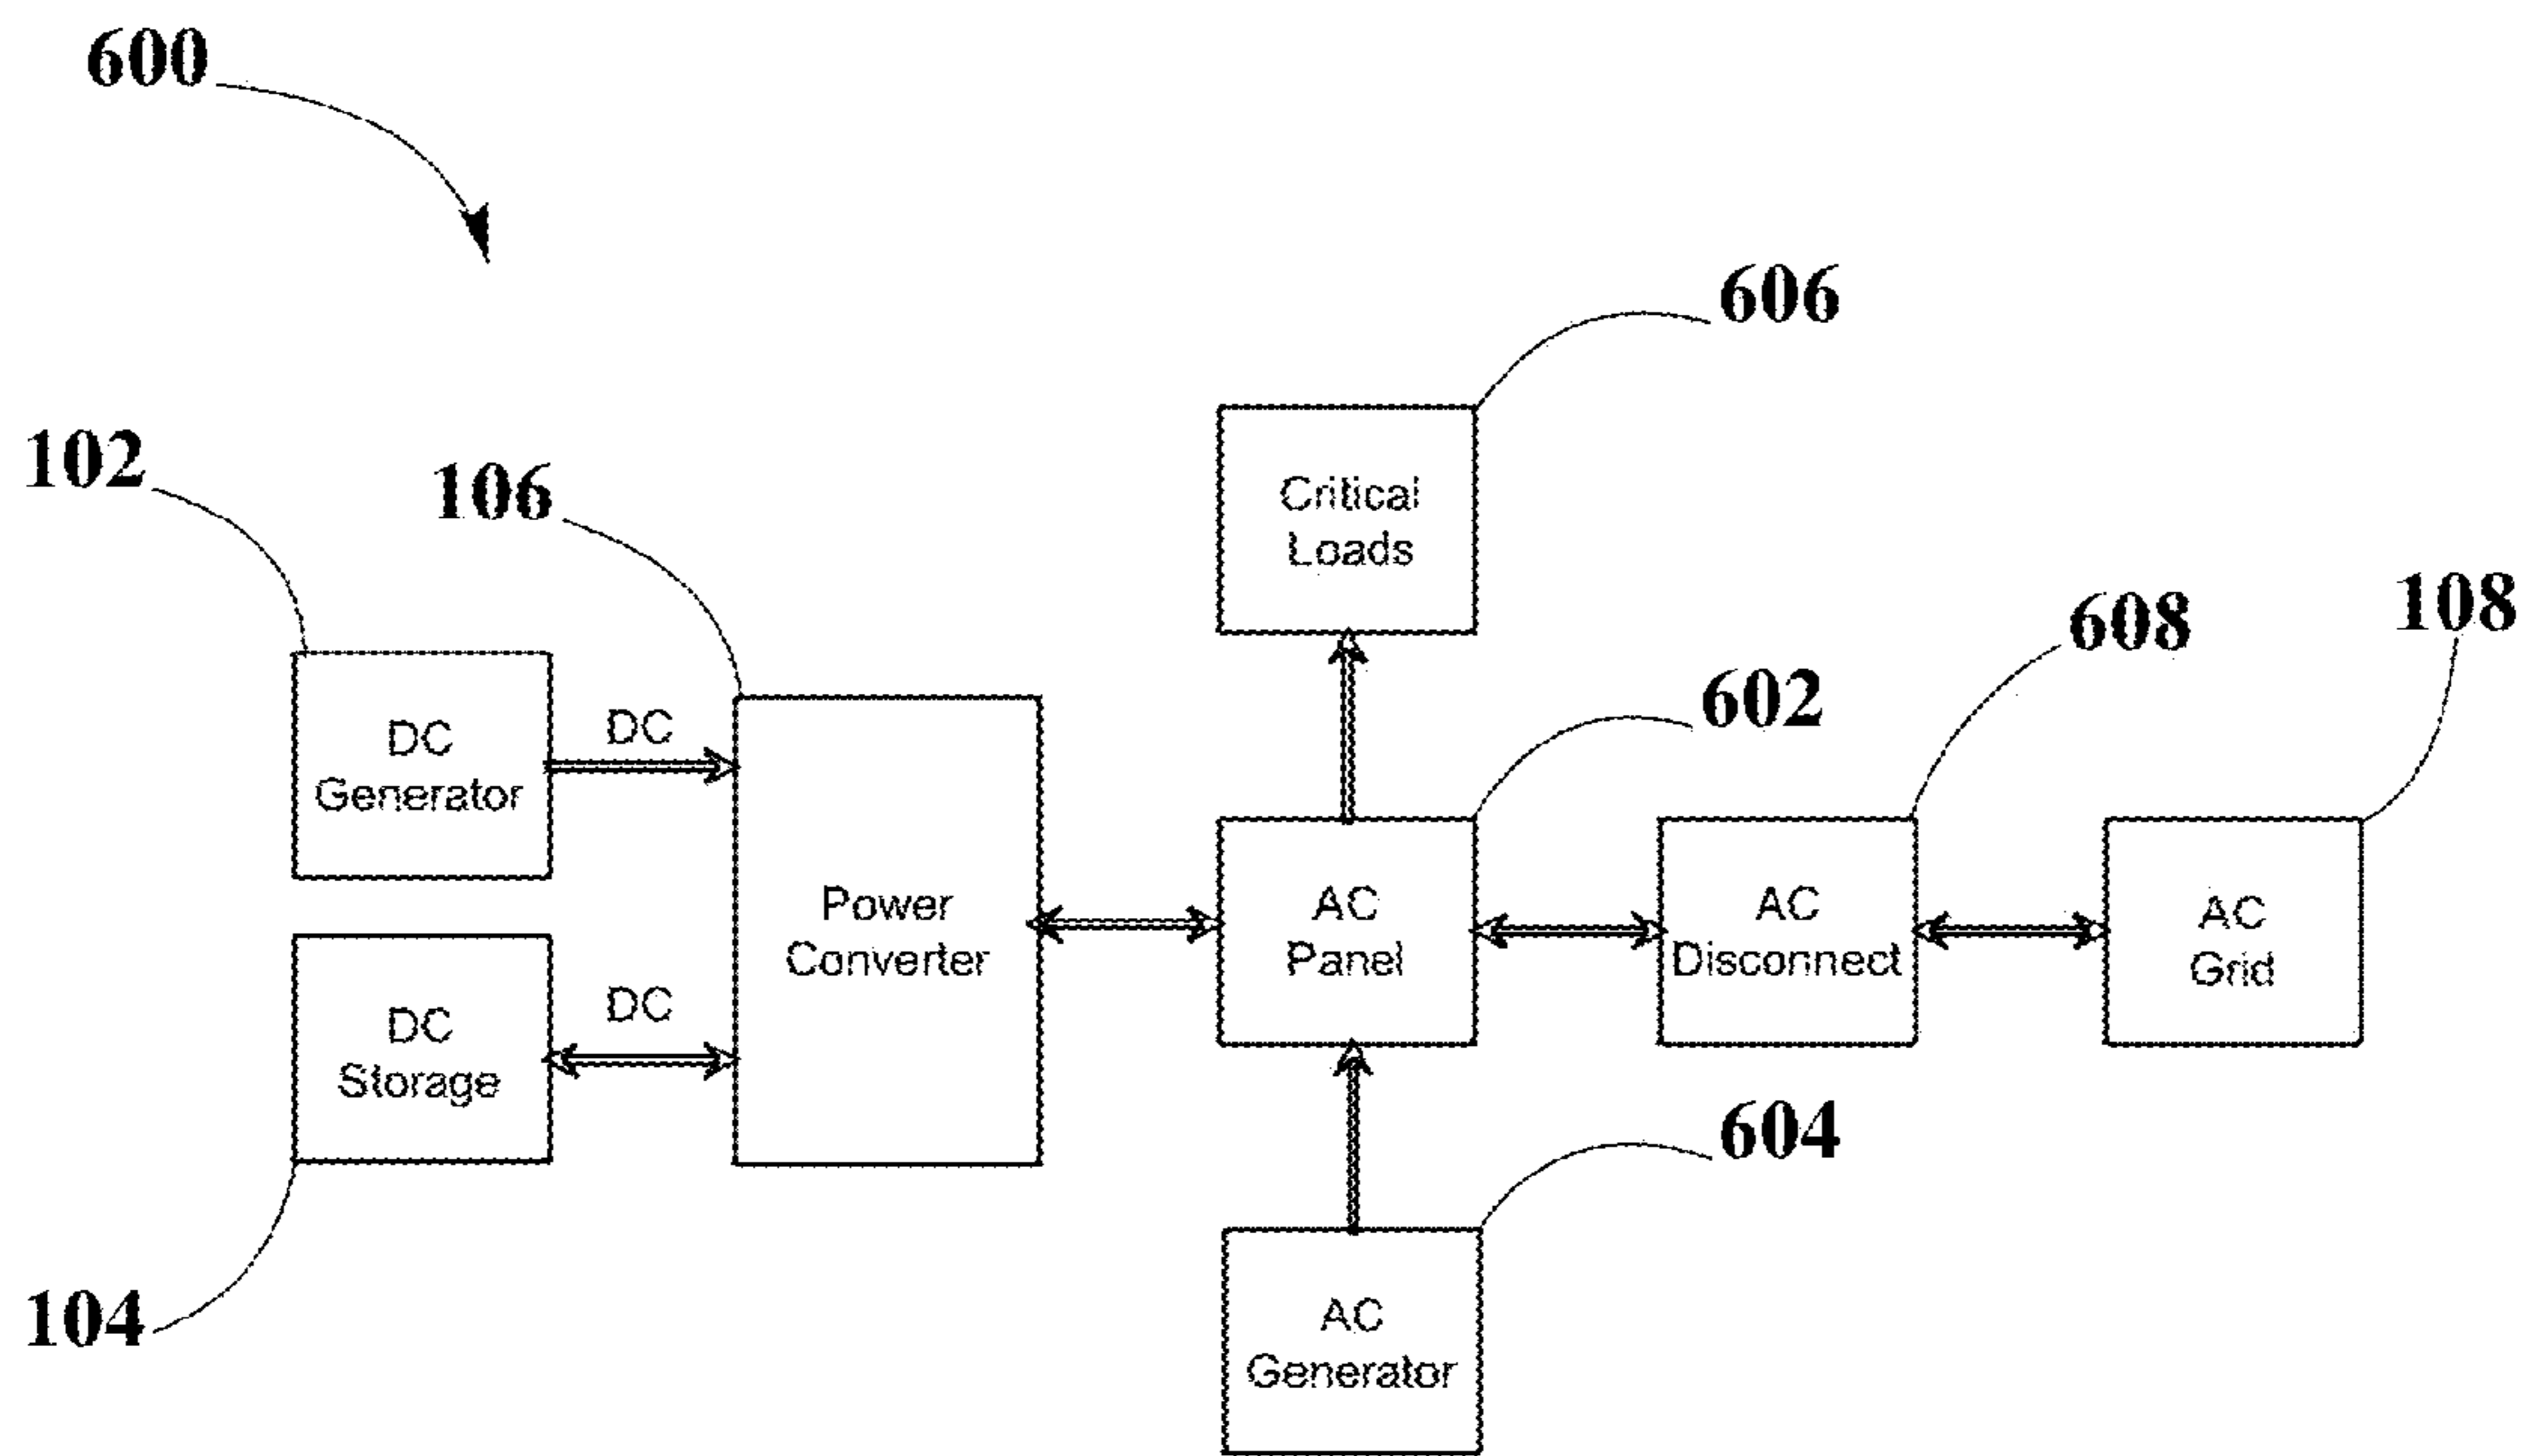 600
606
102
106
Critical
Loads
608
108
602
DC
Generator
DC
Power
Converter
AC
Panel
AC
Disconnect
AC
Grid
DC
Storage
DC
604
104
AC
Generator